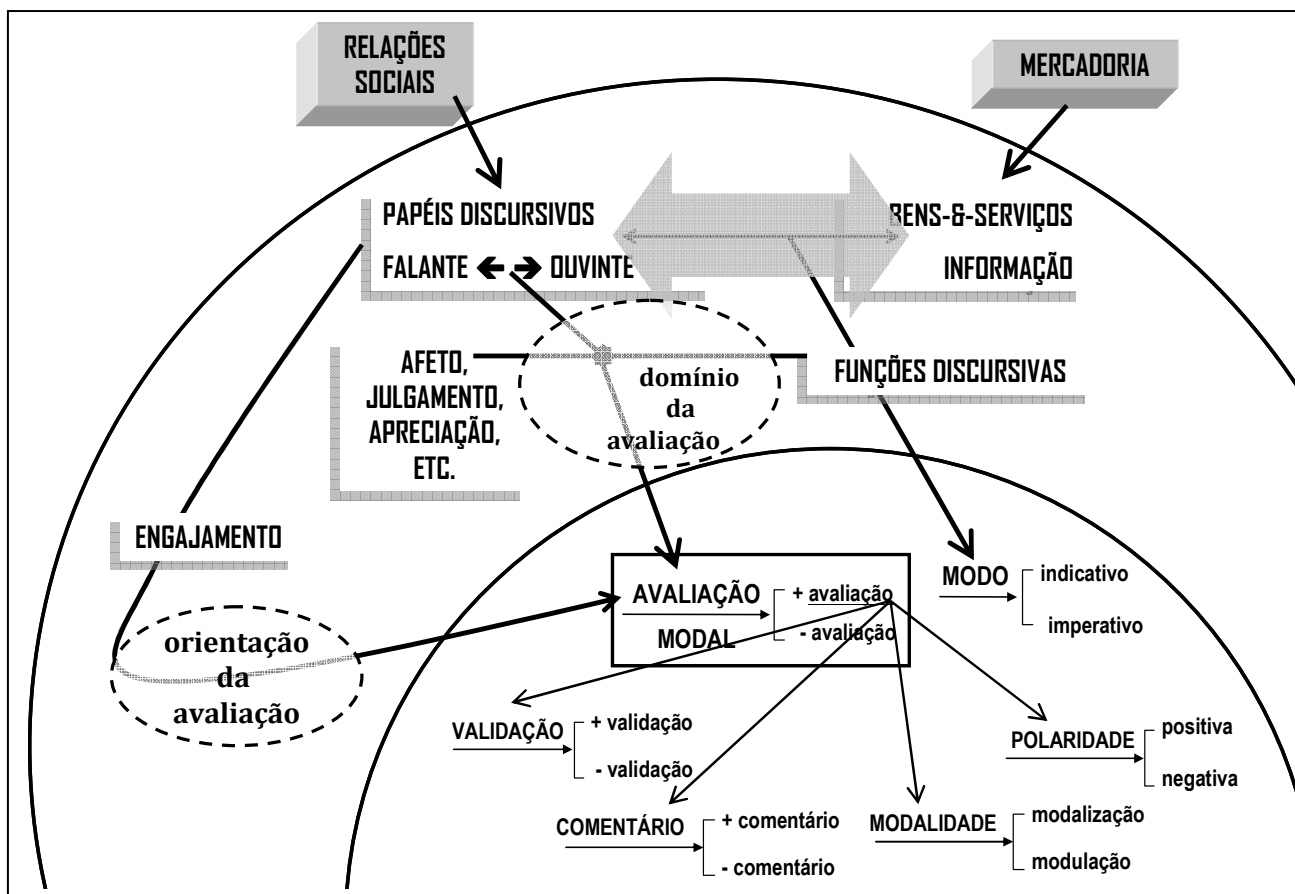 RELAÇÕES
SOCIAIS
MERCADORIA
PAPÉIS DISCURSIVOS
FALANTE OUVINTE
BENS-&-SERVIÇOS
INFORMAÇÃO
AFETO,
JULGAMENTO,
APRECIAÇÃO,
ETC.
domínio
da
avaliação
FUNÇÕES DISCURSIVAS
ENGAJAMENTO
orientação
da
avaliação
AVALIAÇÃO
MODAL
+ avaliação
- avaliação
MODO
indicativo
imperativo
VALIDAÇÃO
+ validação
- validação
POLARIDADE
positiva
negativa
COMENTÁRIO
+ comentário
- comentário
MODALIDADE
modalização
modulação